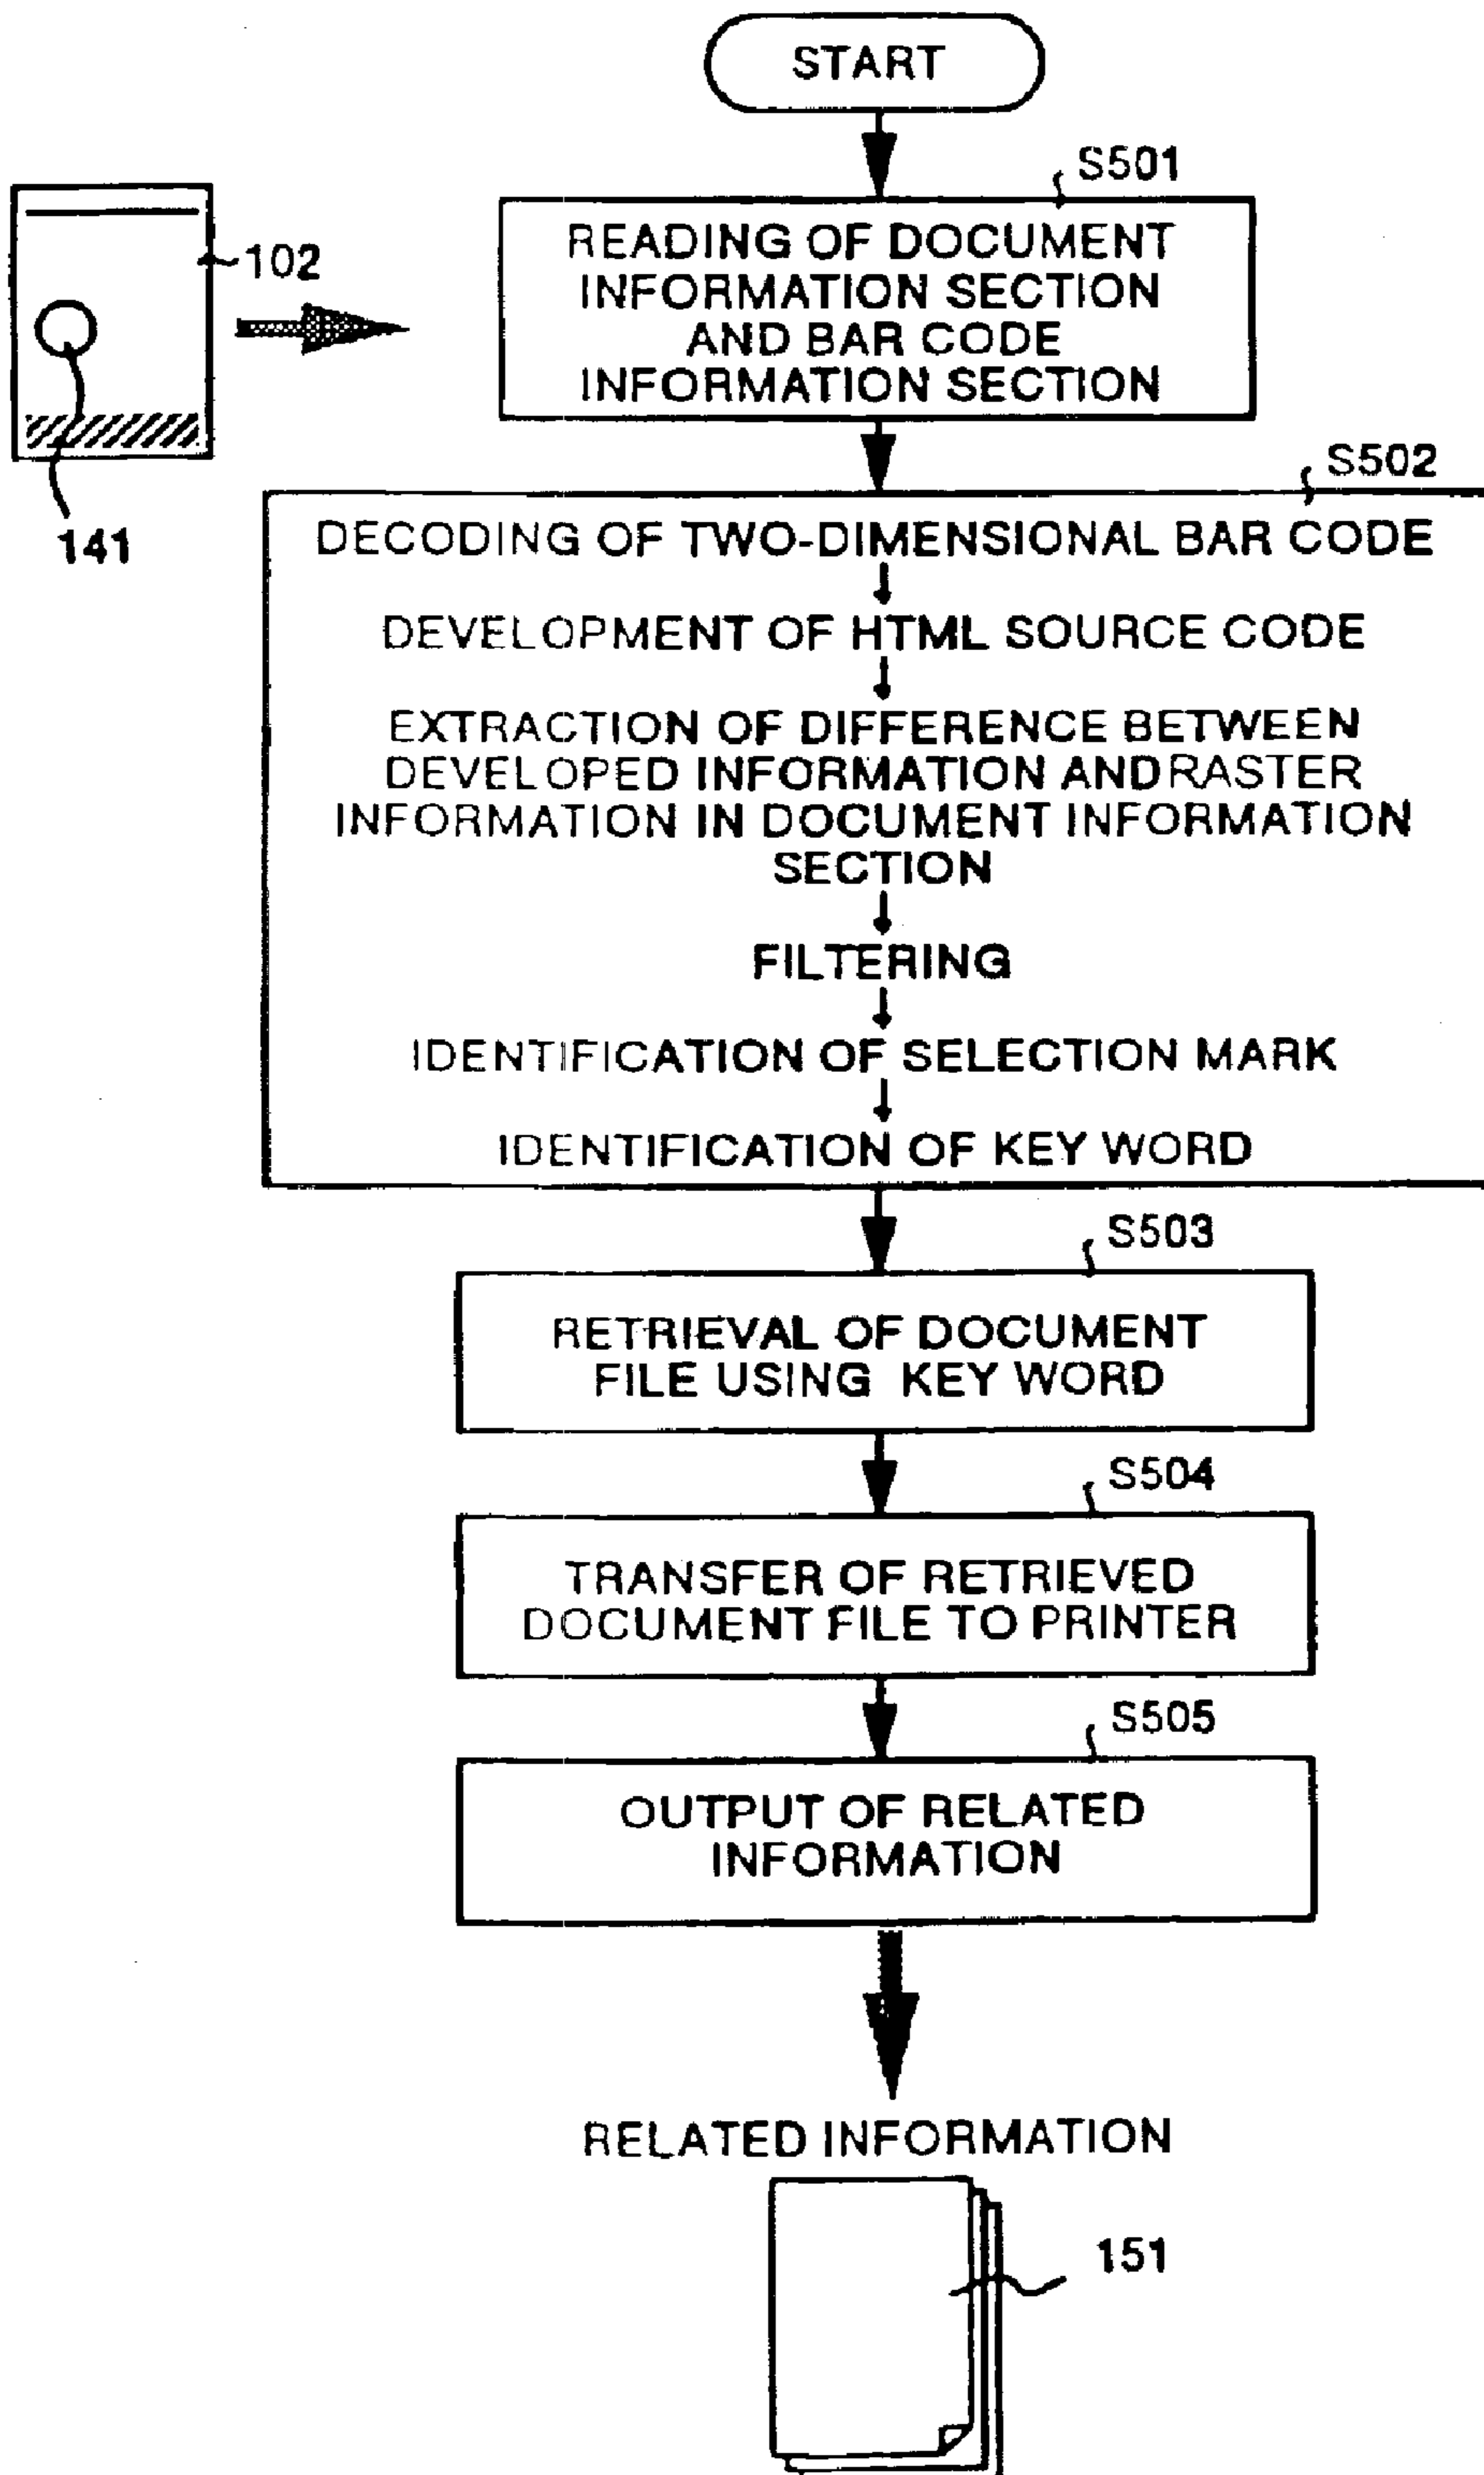 START
S501
READING OF DOCUMENT
INFORMATION SECTION
AND BAR CODE
INFORMATION SECTION
102
141
S502
DECODING OF TWO-DIMENSIONAL BAR CODE
DEVELOPMENT OF HTML SOURCE CODE
EXTRACTION OF DIFFERENCE BETWEEN
DEVELOPED INFORMATION AND RASTER
INFORMATION IN DOCUMENT INFORMATION
SECTION
FILTERING
IDENTIFICATION OF SELECTION MARK
IDENTIFICATION OF KEY WORD
S503
RETRIEVAL OF DOCUMENT
FILE USING KEY WORD
S504
TRANSFER OF RETRIEVED
DOCUMENT FILE TO PRINTER
S505
OUTPUT OF RELATED
INFORMATION
RELATED INFORMATION
151